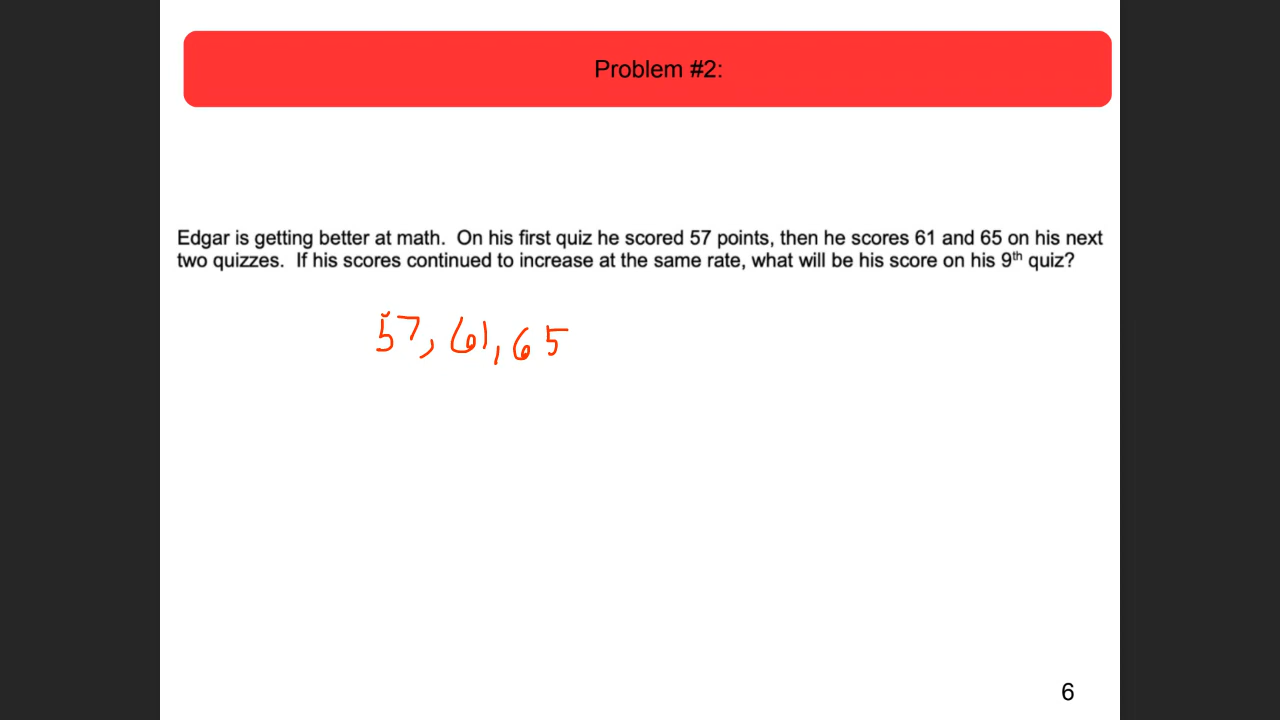 Problem #2:
Edgar is getting better at math.  On his first quiz he scored 57 points, then he scores 61 and 65 on his next
two quizzes.  If his scores continued to increase at the same rate, what will be his score on his 9th quiz?
57, 61, 65
6